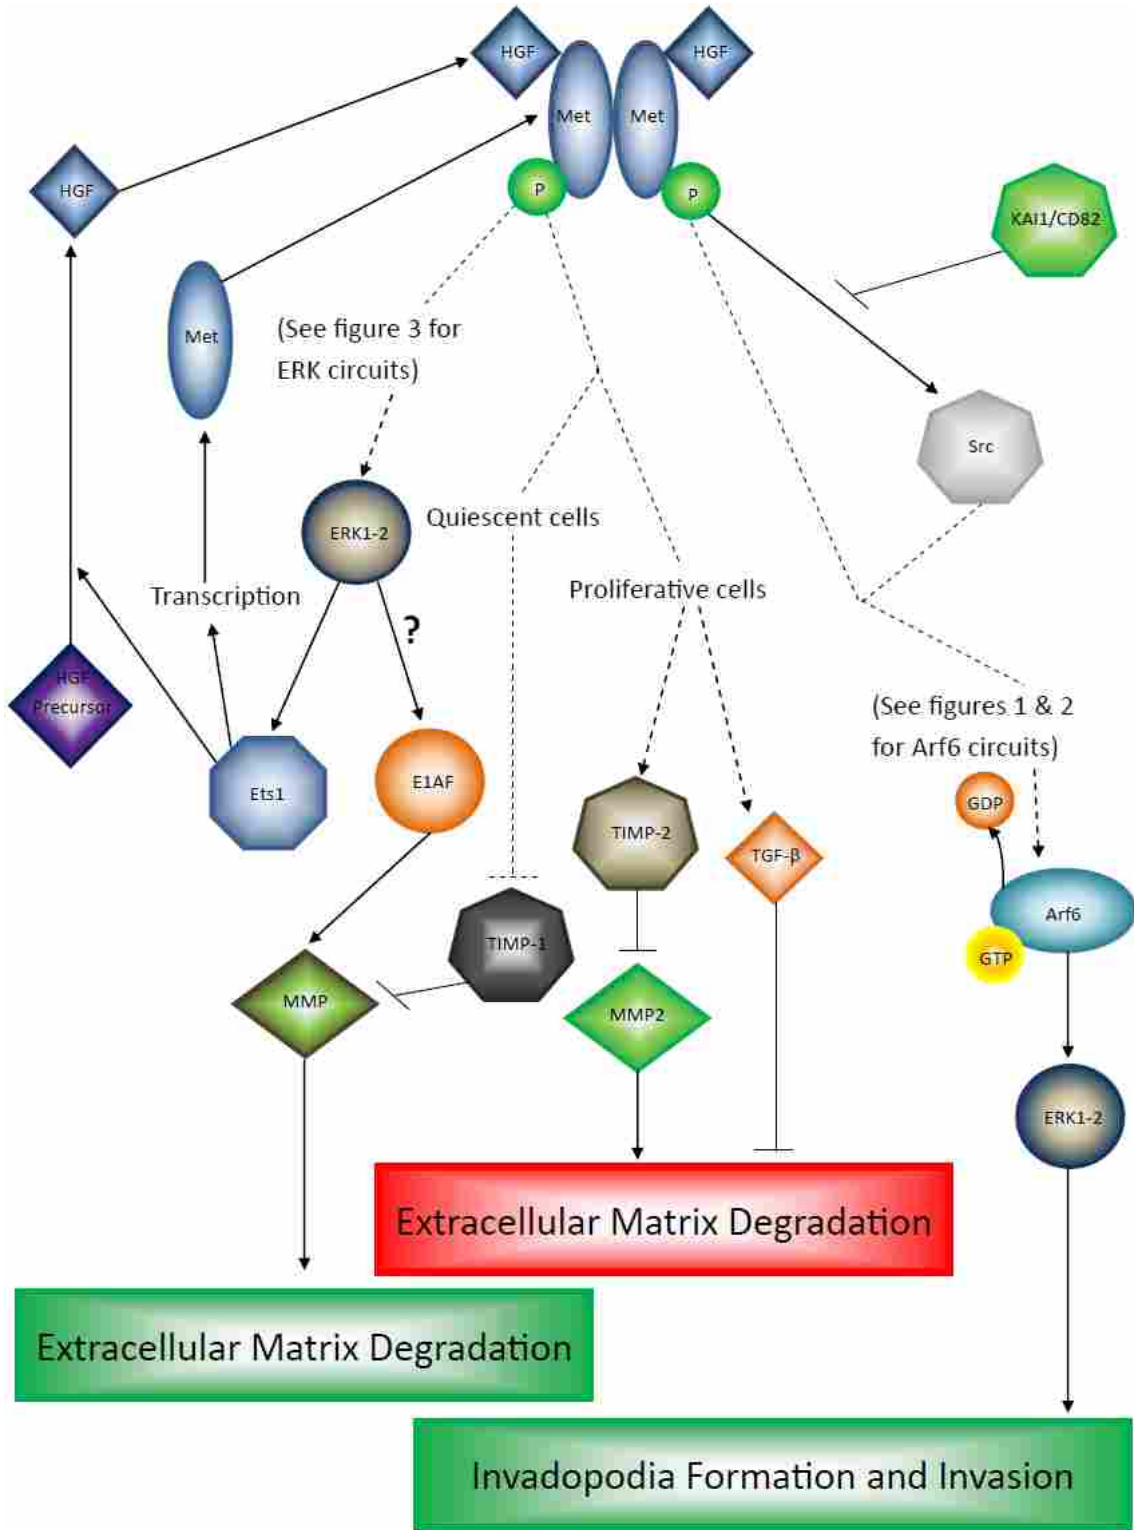 HGF
HGF
Met
Met
P
P
HGF
KAI1/CD82
Met
(See figure 3 for
ERK circuits)
Src
Quiescent cells
ERK1-2
Proliferative cells
Transcription
?
HGF
Precursor
(See figures 1 & 2
for Arf6 circuits)
Ets1
E1AF
TIMP-2
TGF-β
GDP
Arf6
TIMP-1
GTP
MMP
MMP2
ERK1-2
Extracellular Matrix Degradation
Extracellular Matrix Degradation
Invadopodia Formation and Invasion